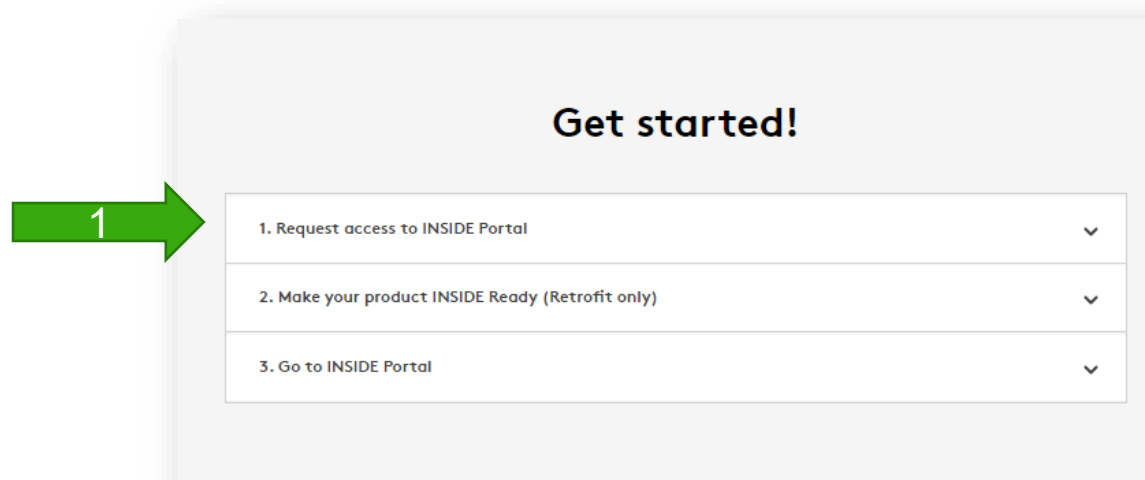 Get started!
1
1. Request access to INSIDE Portal
2. Make your product INSIDE Ready (Retrofit only)
3. Go to INSIDE Portal